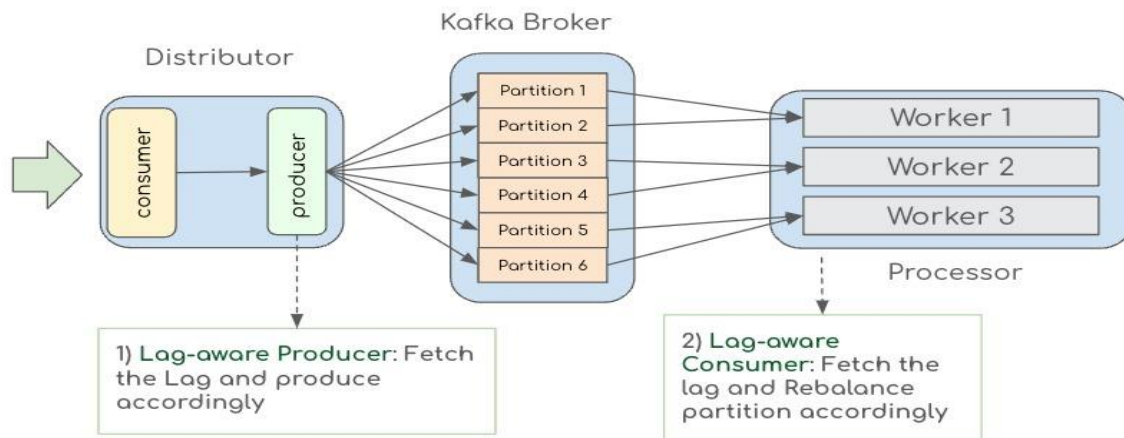 Kafka Broker
Distributor
consumer
producer
Partition 1
Partition 2
Partition 3
Partition 4
Partition 5
Partition 6
Worker 1
Worker 2
Worker 3
Processor
1) Lag-aware Producer: Fetch
the Lag and produce
accordingly
2) Lag-aware
Consumer: Fetch the
lag and Rebalance
partition accordingly